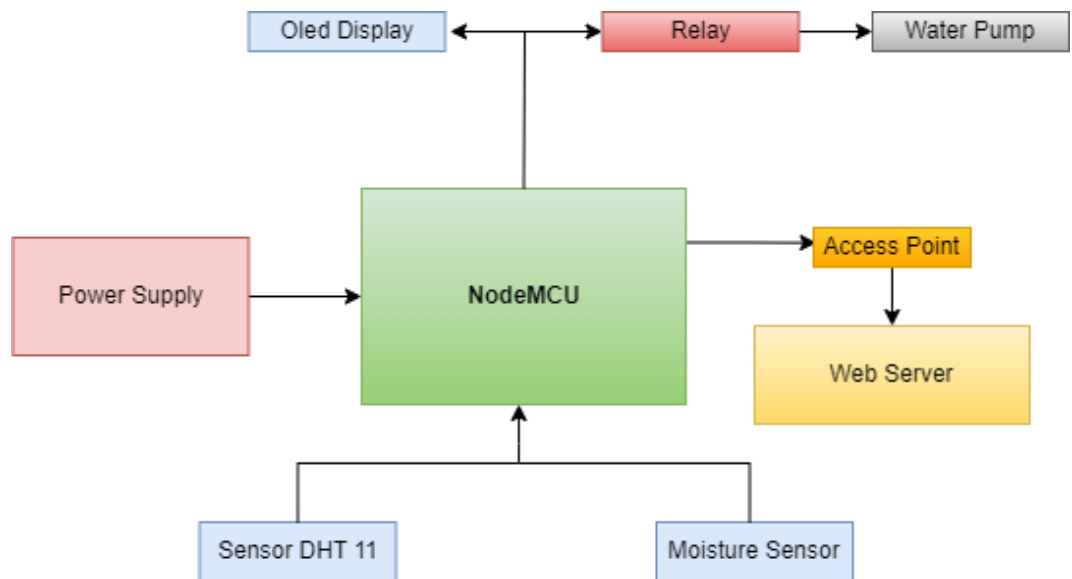 Oled Display
Relay
Water Pump
Power Supply
NodeMCU
Access Point
Web Server
Sensor DHT 11
Moisture Sensor